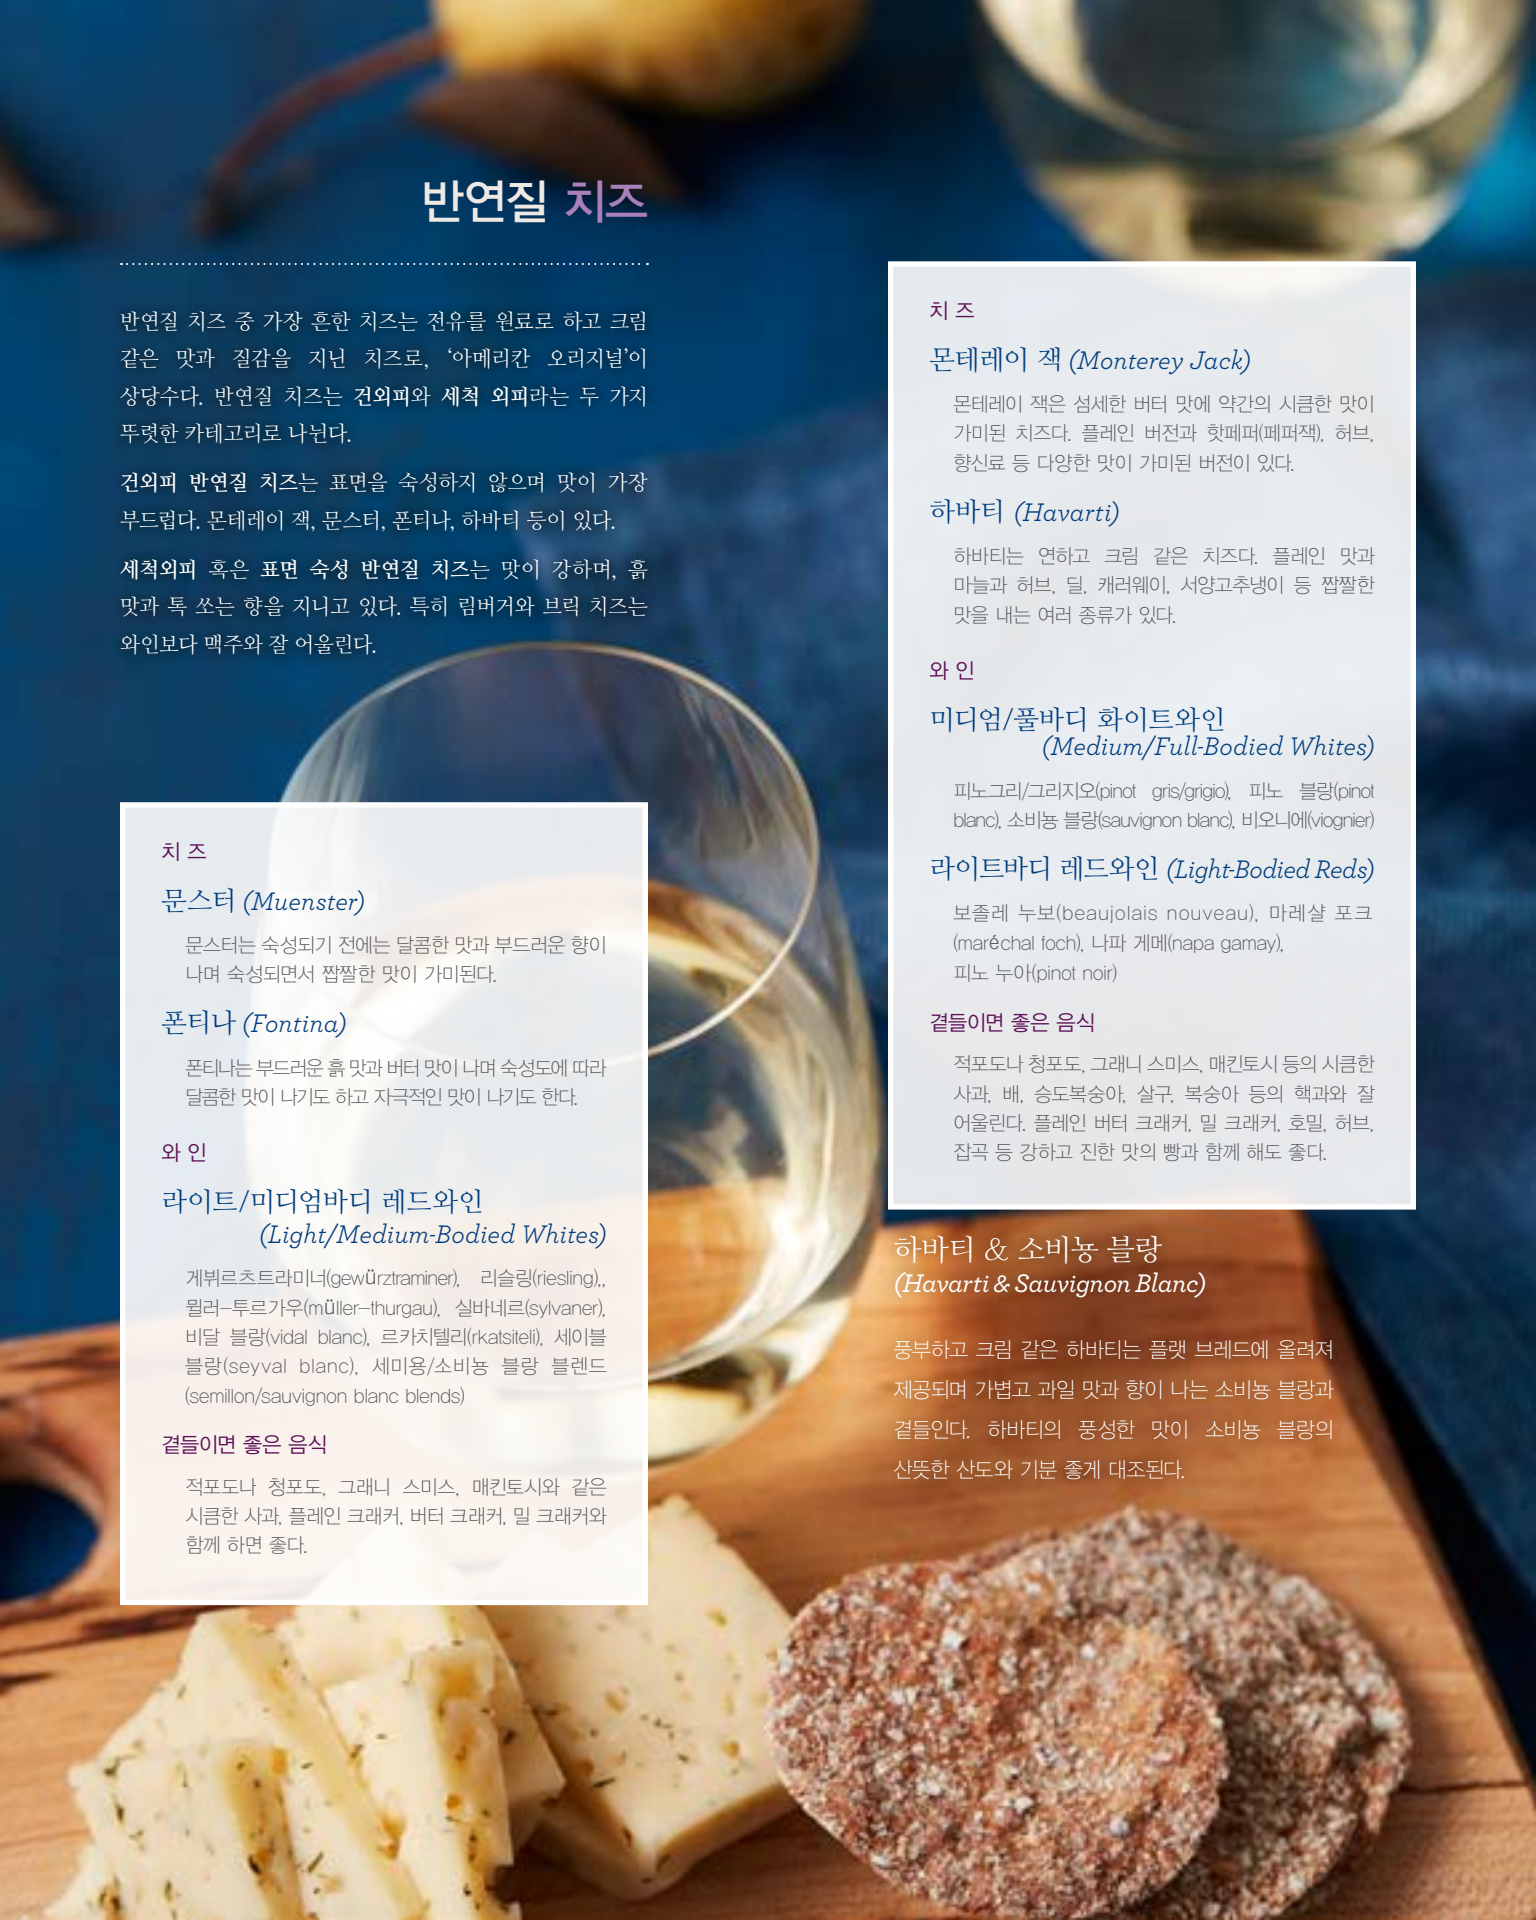 반연질 치즈
반연질 치즈 중 가장 흔한 치즈는 전유를 원료로 하고 크림
같은 맛과 질감을 지닌 치즈로, ‘아메리칸 오리지널’이
상당수다. 반연질 치즈는 건외피와 세척 외피라는 두 가지
뚜렷한 카테고리로 나뉜다.
건외피 반연질 치즈는 표면을 숙성하지 않으며 맛이 가장
부드럽다. 몬테레이 잭, 문스터, 폰티나, 하바티 등이 있다.
세척외피 혹은 표면 숙성 반연질 치즈는 맛이 강하며, 흙
맛과 톡 쏘는 향을 지니고 있다. 특히 림버거와 브릭 치즈는
와인보다 맥주와 잘 어울린다.
치즈
문스터 (Muenster)
문스터는 숙성되기 전에는 달콤한 맛과 부드러운 향이
나며 숙성되면서 짭짤한 맛이 가미된다.
폰티나 (Fontina)
폰티나는 부드러운 흙 맛과 버터 맛이 나며 숙성도에 따라
달콤한 맛이 나기도 하고 자극적인 맛이 나기도 한다.
와인
라이트/미디엄바디 레드와인
(Light/Medium-Bodied Whites)
게뷔르츠트라미너(gewürztraminer), 리슬링(riesling),,
뮐러–투르가우(müller–thurgau), 실바네르(sylvaner),
비달 블랑(vidal blanc), 르카치텔리(rkatsiteli), 세이블
블랑(seyval blanc), 세미용/소비뇽 블랑 블렌드
(semillon/sauvignon blanc blends)
곁들이면 좋은 음식
적포도나 청포도, 그래니 스미스, 매킨토시와 같은
시큼한 사과, 플레인 크래커, 버터 크래커, 밀 크래커와
함께 하면 좋다.
치즈
몬테레이 잭 (Monterey Jack)
몬테레이 잭은 섬세한 버터 맛에 약간의 시큼한 맛이
가미된 치즈다. 플레인 버전과 핫페퍼(페퍼잭), 허브,
향신료 등 다양한 맛이 가미된 버전이 있다.
하바티 (Havarti)
하바티는 연하고 크림 같은 치즈다. 플레인 맛과
마늘과 허브, 딜, 캐러웨이, 서양고추냉이 등 짭짤한
맛을 내는 여러 종류가 있다.
와인
미디엄/풀바디 화이트와인
(Medium/Full-Bodied Whites)
피노그리/그리지오(pinot gris/grigio), 피노 블랑(pinot
blanc), 소비뇽 블랑(sauvignon blanc), 비오니에(viognier)
라이트바디 레드와인 (Light-Bodied Reds)
보졸레 누보(beaujolais nouveau), 마레샬 포크
(maréchal foch), 나파 게메(napa gamay),
피노 누아(pinot noir)
곁들이면 좋은 음식
적포도나 청포도, 그래니 스미스, 매킨토시 등의 시큼한
사과, 배, 승도복숭아, 살구, 복숭아 등의 핵과와 잘
어울린다. 플레인 버터 크래커, 밀 크래커, 호밀, 허브,
잡곡 등 강하고 진한 맛의 빵과 함께 해도 좋다.
하바티 & 소비뇽 블랑
(Havarti & Sauvignon Blanc)
풍부하고 크림 같은 하바티는 플랫 브레드에 올려져
제공되며 가볍고 과일 맛과 향이 나는 소비뇽 블랑과
곁들인다. 하바티의 풍성한 맛이 소비뇽 블랑의
산뜻한 산도와 기분 좋게 대조된다.